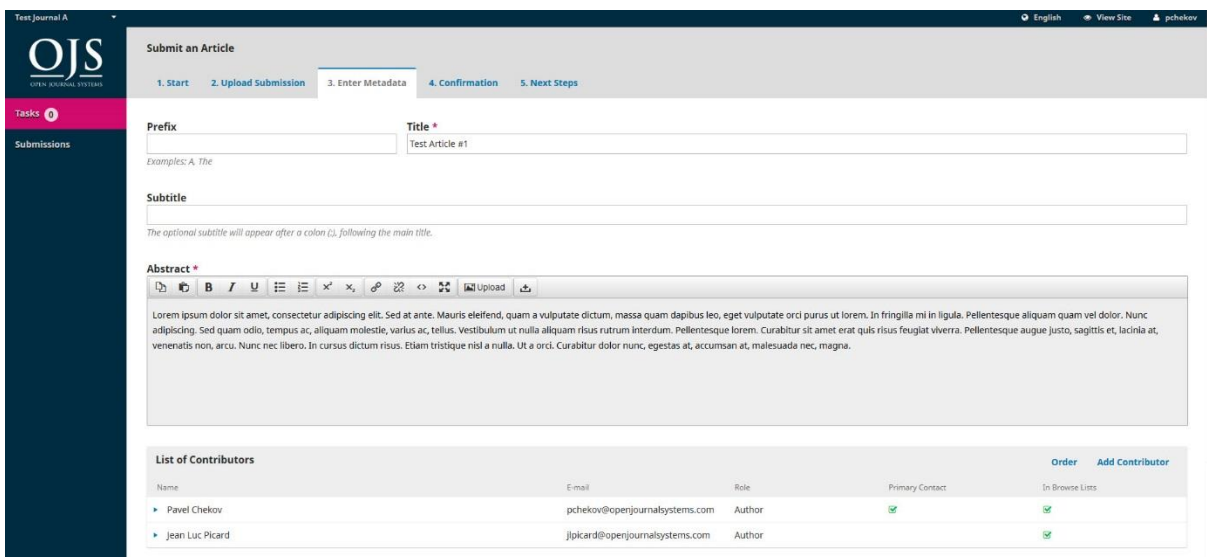 Test Journal A
English View Site pchekov
OJS
OPEN JOURNAL SYSTEMS
Tasks 0
Submissions
Submit an Article
1. Start 2. Upload Submission 3. Enter Metadata 4. Confirmation 5. Next Steps
Prefix Title *
Test Article #1
Examples: A, The
Subtitle
The optional subtitle will appear after a colon (:), following the main title.
Abstract *
B I U x² x₂ Upload
Lorem ipsum dolor sit amet, consectetur adipiscing elit. Sed at ante. Mauris eleifend, quam a vulputate dictum, massa quam dapibus leo, eget vulputate orci purus ut lorem. In fringilla mi in ligula. Pellentesque aliquam quam vel dolor. Nunc
adipiscing. Sed quam odio, tempus ac, aliquam molestie, varius ac, tellus. Vestibulum ut nulla aliquam risus rutrum interdum. Pellentesque lorem. Curabitur sit amet erat quis risus feugiat viverra. Pellentesque augue justo, sagittis et, lacinia at,
venenatis non, arcu. Nunc nec libero. In cursus dictum risus. Etiam tristique nisl a nulla. Ut a orci. Curabitur dolor nunc, egestas at, accumsan at, malesuada nec, magna.
List of Contributors Order Add Contributor
Name E-mail Role Primary Contact In Browse Lists
Pavel Chekov pchekov@openjournalsystems.com Author
Jean Luc Picard jlpicard@openjournalsystems.com Author